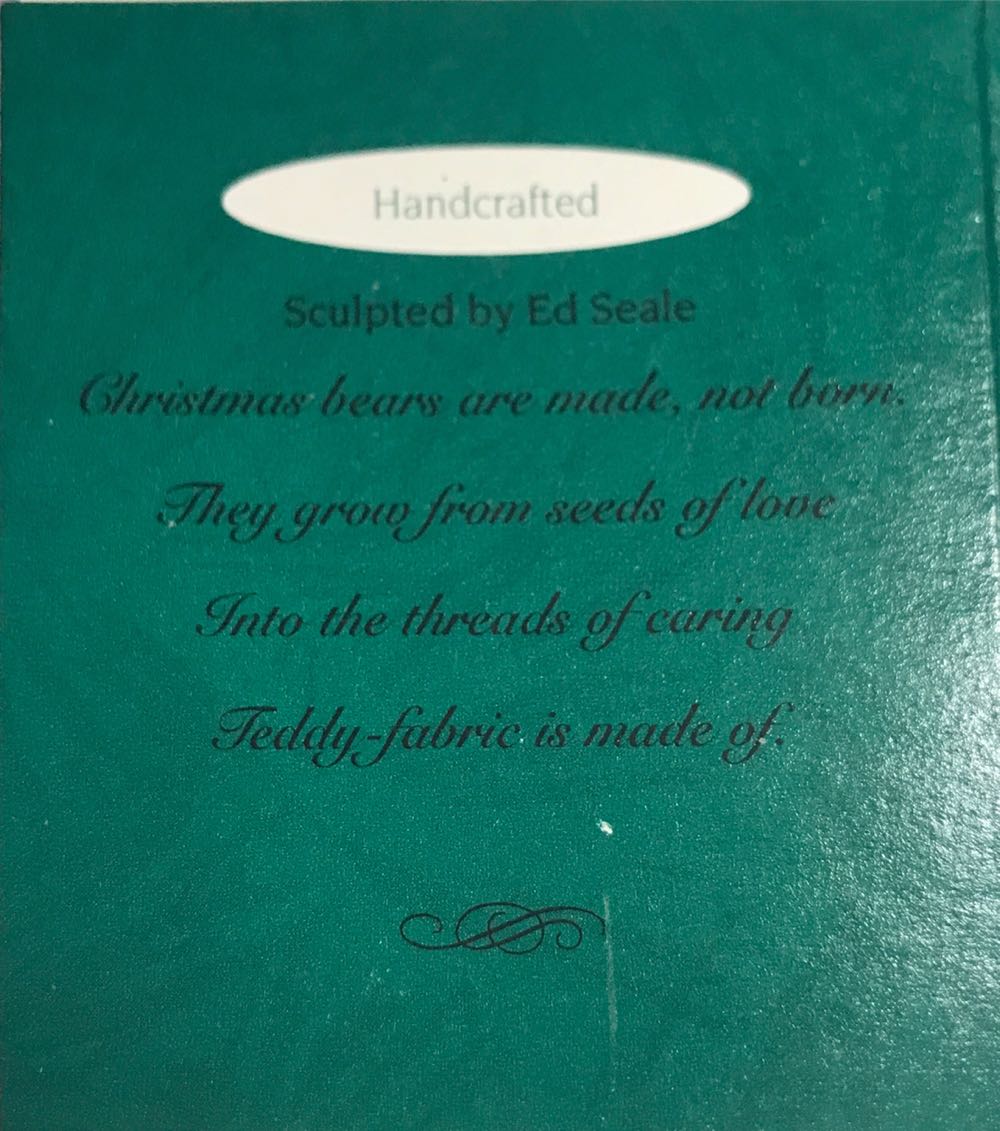 Handcrafted
Sculpted by Ed Seale
Christmas bears are made, not born.
They grow from seeds of love
Into the threads of caring
Teddy-fabric is made of.